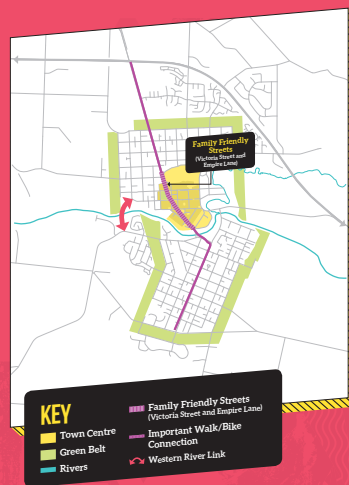 Family Friendly
Streets
(Victoria Street and
Empire Lane)
KEY
Town Centre
Green Belt
Rivers
Family Friendly Streets
(Victoria Street and Empire Lane)
Important Walk/Bike
Connection
Western River Link